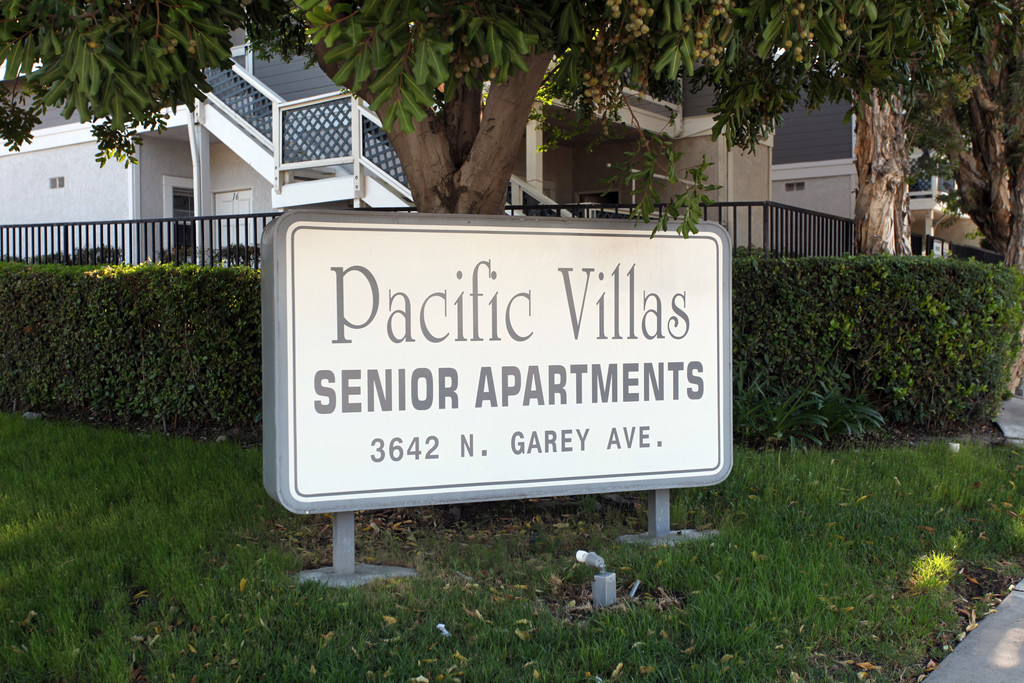 Pacific Villas
SENIOR APARTMENTS
3642 N. GAREY AVE.